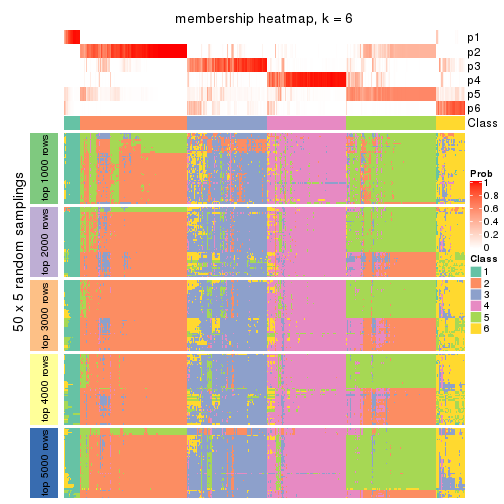 membership heatmap, k = 6
p1
p2
p3
p4
p5
p6
Class
50 x 5 random samplings
top 1000 rows
top 2000 rows
top 3000 rows
top 4000 rows
top 5000 rows
Prob
1
0.8
0.6
0.4
0.2
0
Class
1
2
3
4
5
6